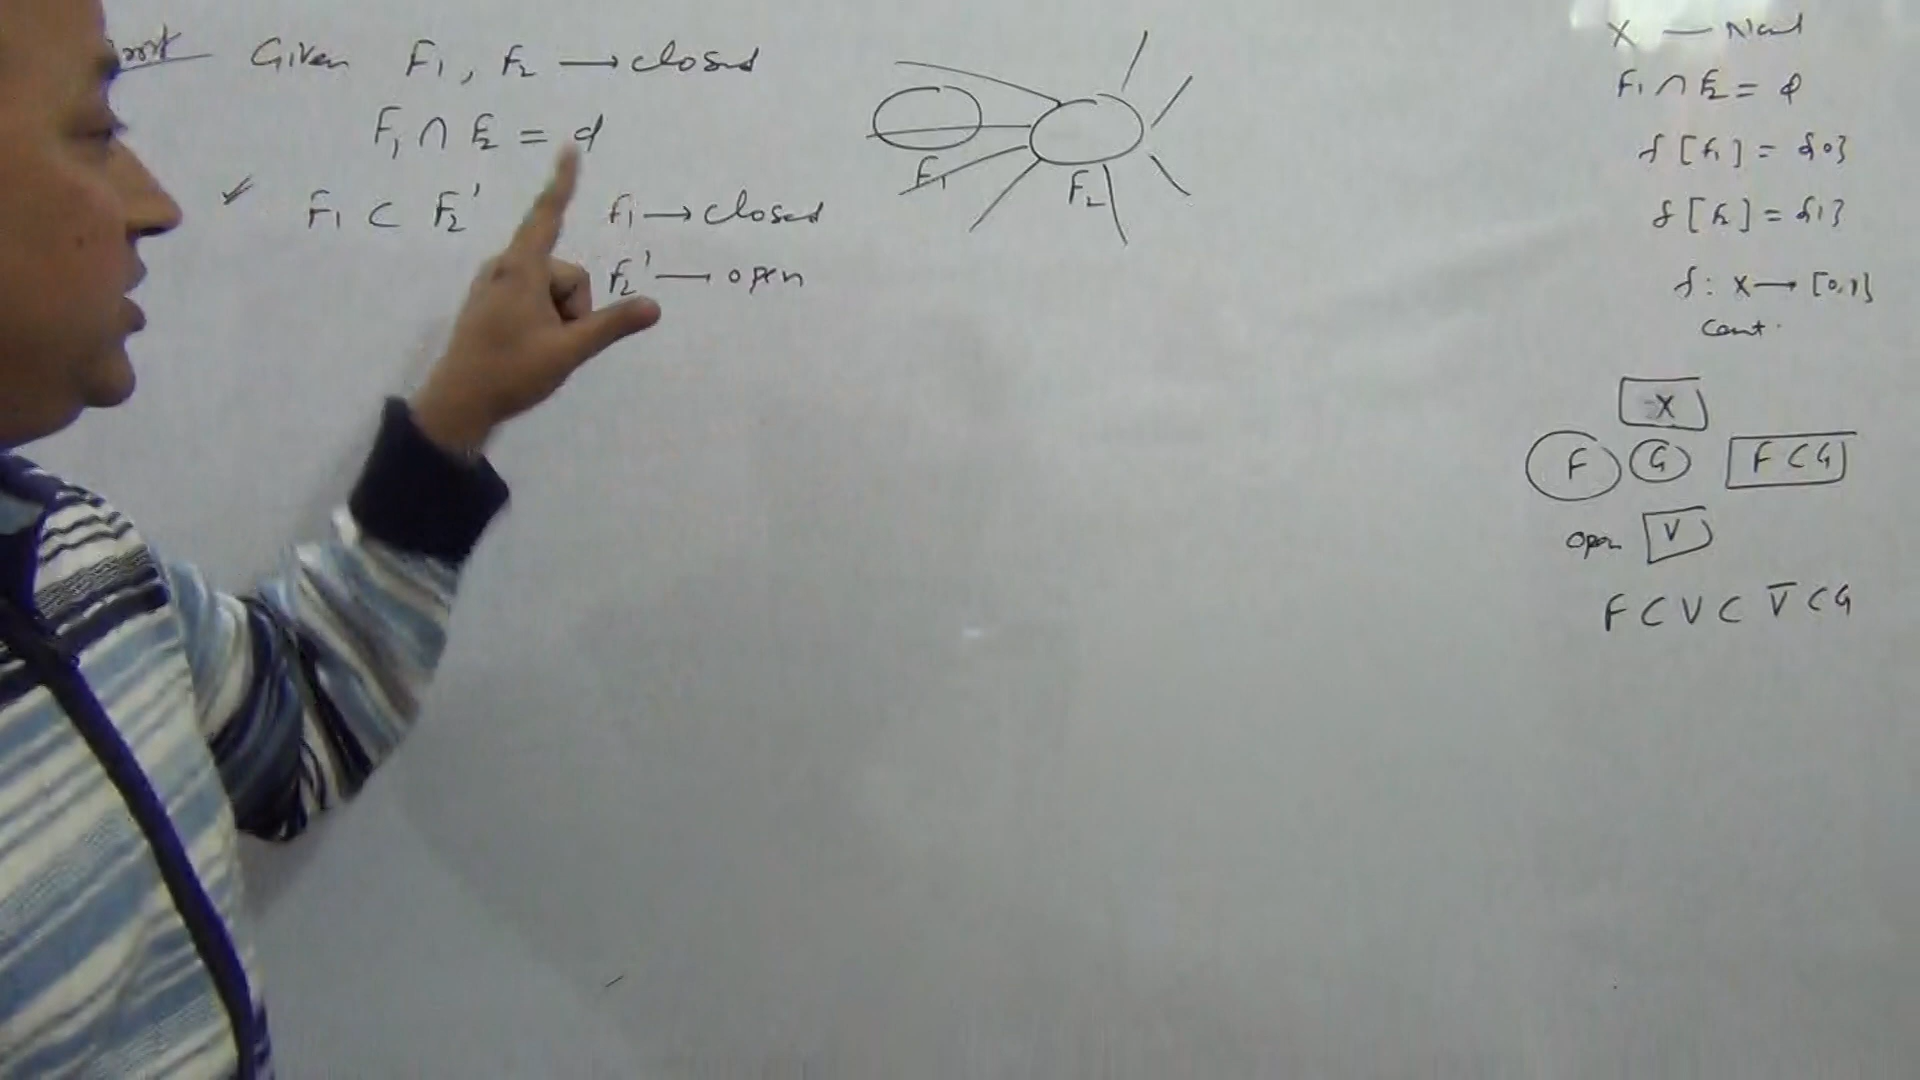 Given F₁, F₂ → closed
F₁ ∩ F₂ = ϕ
✓ F₁ ⊂ F₂' F₁ → closed
F₂' — open
F₁
F₂
X —
F₁ ∩ F₂ = ϕ
f [F₁] = {0}
f [F₂] = {1}
f : X → [0,1]
Cont.
X
F G F ⊂ G
open V
F ⊂ V ⊂ V̅ ⊂ G